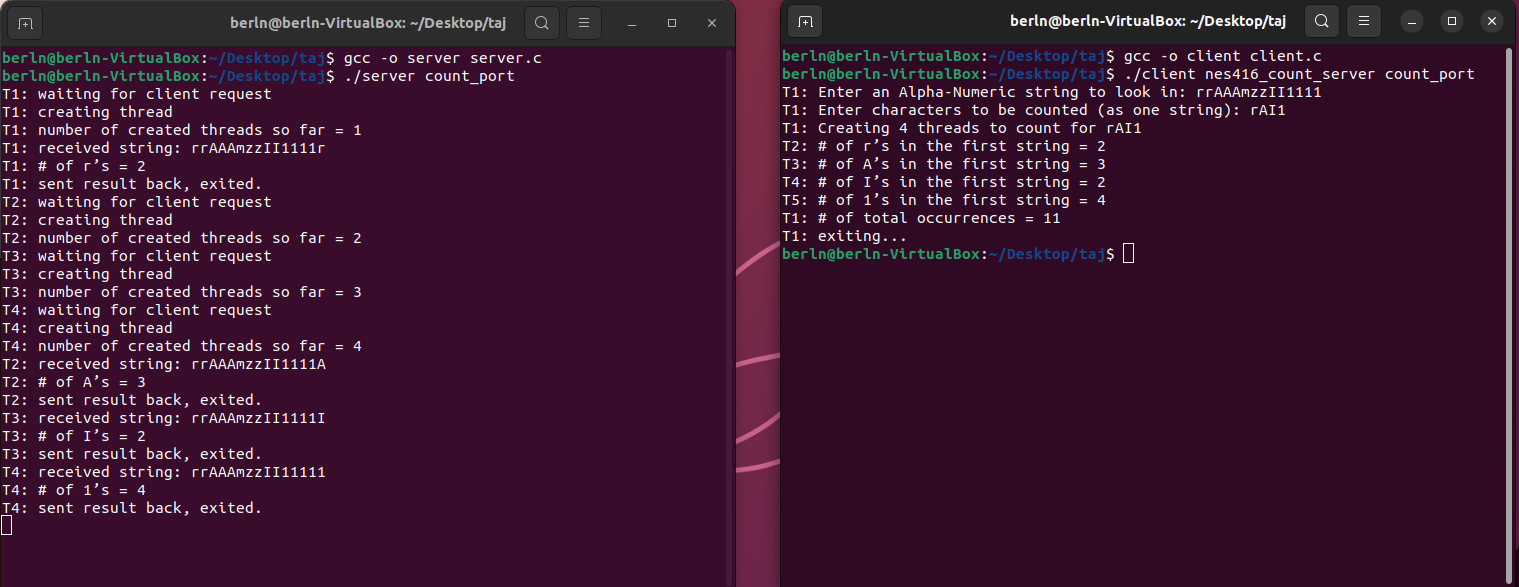 berln@berln-VirtualBox: ~/Desktop/taj
berln@berln-VirtualBox:~/Desktop/taj$ gcc -o server server.c
berln@berln-VirtualBox:~/Desktop/taj$ ./server count_port
T1: waiting for client request
T1: creating thread
T1: number of created threads so far = 1
T1: received string: rrAAAmzzII1111r
T1: # of r’s = 2
T1: sent result back, exited.
T2: waiting for client request
T2: creating thread
T2: number of created threads so far = 2
T3: waiting for client request
T3: creating thread
T3: number of created threads so far = 3
T4: waiting for client request
T4: creating thread
T4: number of created threads so far = 4
T2: received string: rrAAAmzzII1111A
T2: # of A’s = 3
T2: sent result back, exited.
T3: received string: rrAAAmzzII1111I
T3: # of I’s = 2
T3: sent result back, exited.
T4: received string: rrAAAmzzII11111
T4: # of 1’s = 4
T4: sent result back, exited.
berln@berln-VirtualBox: ~/Desktop/taj
berln@berln-VirtualBox:~/Desktop/taj$ gcc -o client client.c
berln@berln-VirtualBox:~/Desktop/taj$ ./client nes416_count_server count_port
T1: Enter an Alpha-Numeric string to look in: rrAAAmzzII1111
T1: Enter characters to be counted (as one string): rAI1
T1: Creating 4 threads to count for rAI1
T2: # of r’s in the first string = 2
T3: # of A’s in the first string = 3
T4: # of I’s in the first string = 2
T5: # of 1’s in the first string = 4
T1: # of total occurrences = 11
T1: exiting...
berln@berln-VirtualBox:~/Desktop/taj$